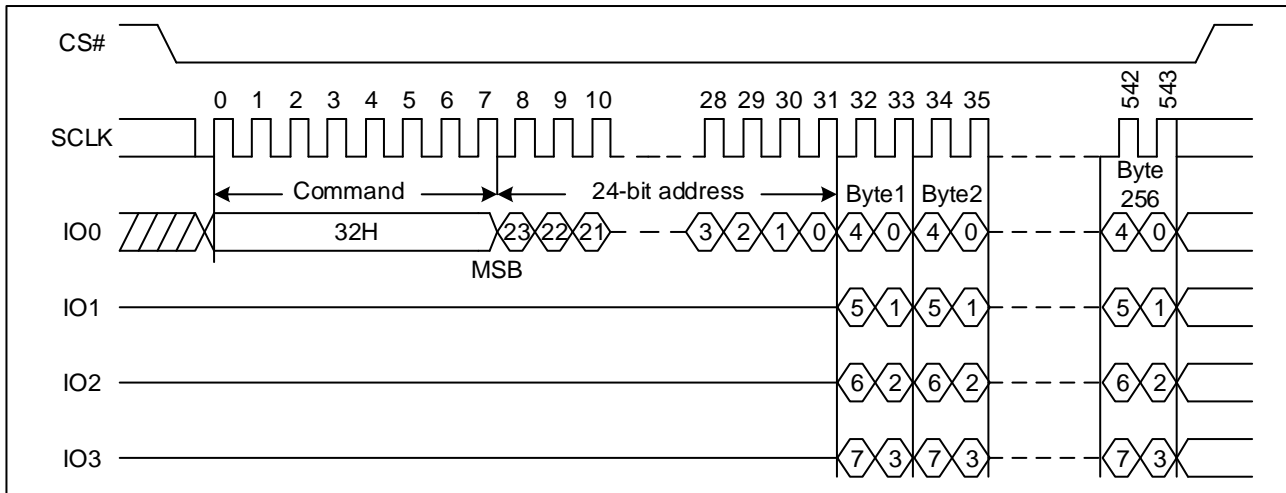 CS#
0 1 2 3 4 5 6 7 8 9 10 28 29 30 31 32 33 34 35 542 543
SCLK
Command 24-bit address Byte1 Byte2 Byte
256
IO0 32H 23 22 21 3 2 1 0 4 0 4 0 4 0
MSB
IO1 5 1 5 1 5 1
IO2 6 2 6 2 6 2
IO3 7 3 7 3 7 3